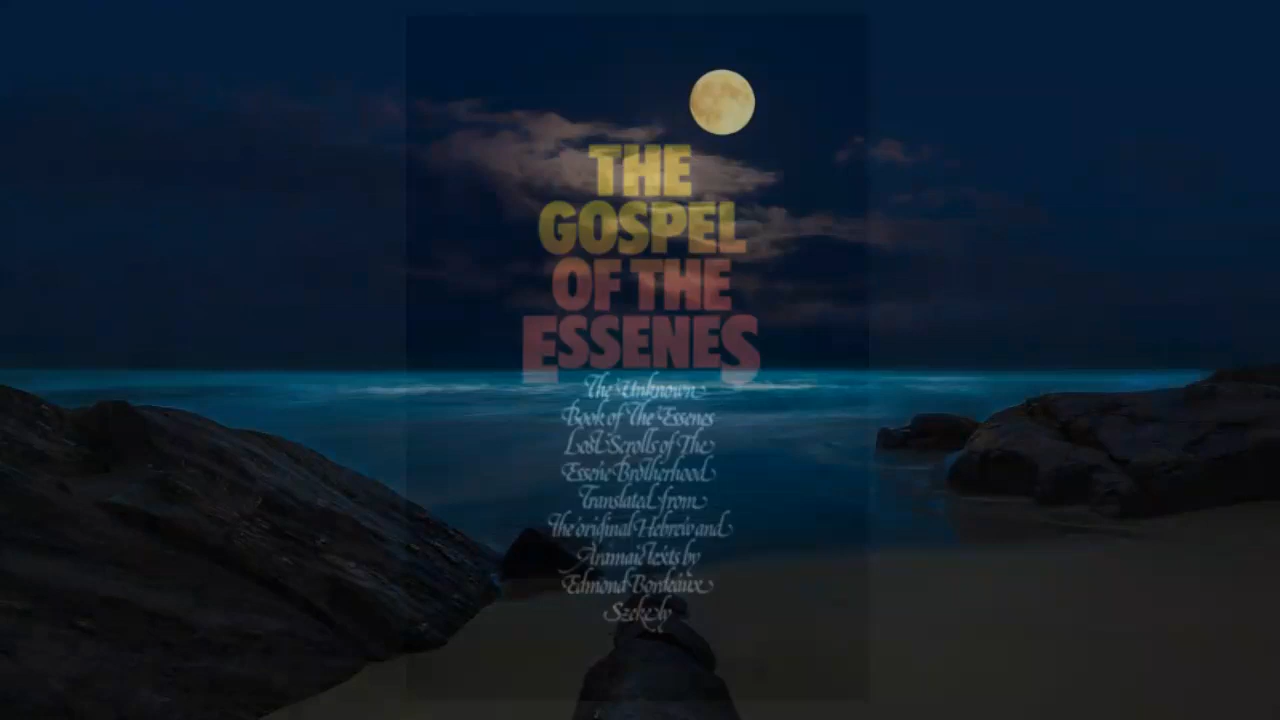 THE
GOSPEL
OF THE
ESSENES
The Unknown
Book of The Essenes
Lost Scrolls of The
Essene Brotherhood
Translated from
the original Hebrew and
Aramaic Texts by
Edmond Bordeaux
Szekely